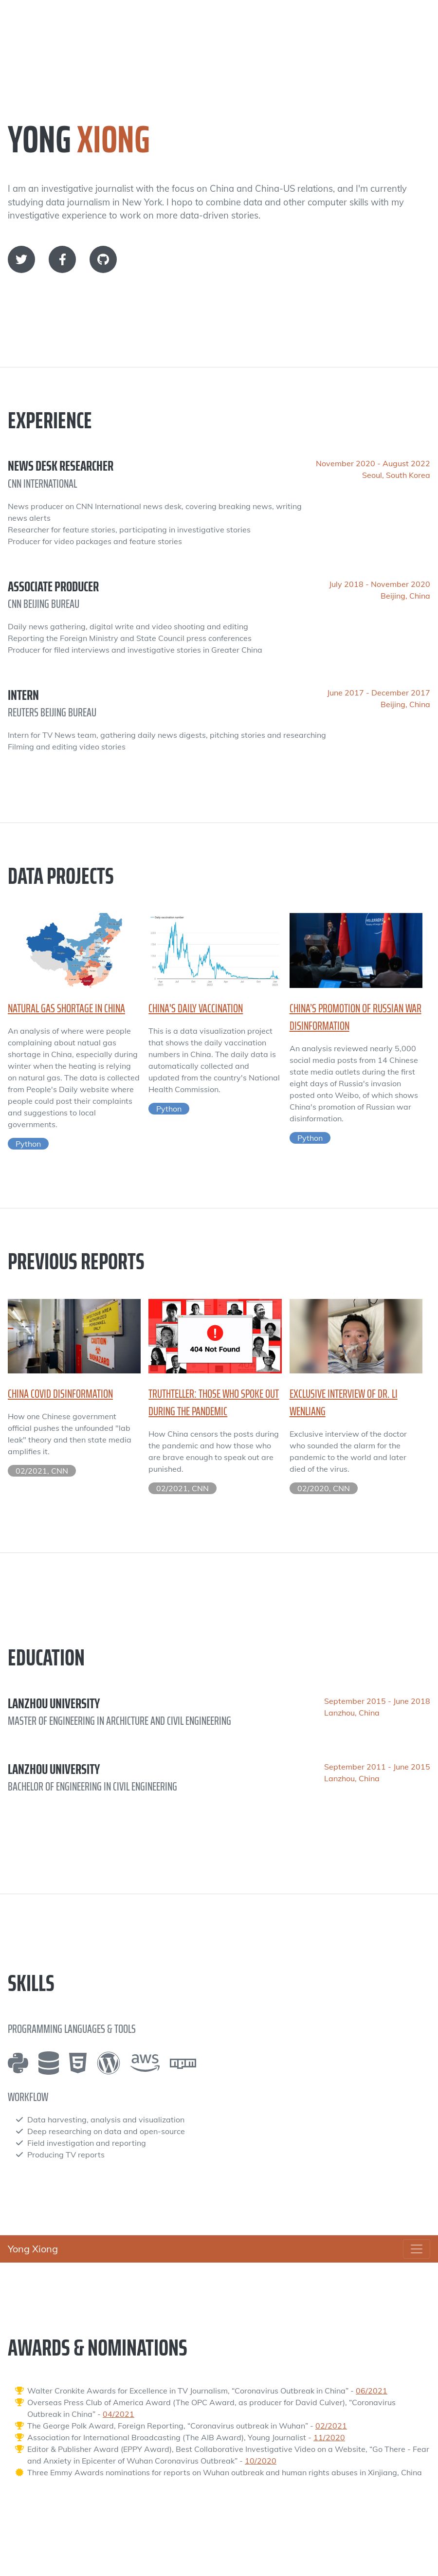 YONG XIONG
I am an investigative journalist with the focus on China and China-US relations, and I'm currently
studying data journalism in New York. I hope to combine data and other computer skills with my
investigative experience to work on more data-driven stories.
EXPERIENCE
NEWS DESK RESEARCHER
CNN INTERNATIONAL
November 2020 - August 2022
Seoul, South Korea
News producer on CNN International news desk, covering breaking news, writing
news alerts
Researcher for feature stories, participating in investigative stories
Producer for video packages and feature stories
ASSOCIATE PRODUCER
CNN BEIJING BUREAU
July 2018 - November 2020
Beijing, China
Daily news gathering, digital write and video shooting and editing
Reporting the Foreign Ministry and State Council press conferences
Producer for filed interviews and investigative stories in Greater China
INTERN
REUTERS BEIJING BUREAU
June 2017 - December 2017
Beijing, China
Intern for TV News team, gathering daily news digests, pitching stories and researching
Filming and editing video stories
DATA PROJECTS
NATURAL GAS SHORTAGE IN CHINA
An analysis of where were people
complaining about natual gas
shortage in China, especially during
winter when the heating is relying
on natural gas. The data is collected
from People's Daily website where
people could post their complaints
and suggestions to local
governments.
Python
CHINA'S DAILY VACCINATION
This is a data visualization project
that shows the daily vaccination
numbers in China. The daily data is
automatically collected and
updated from the country's National
Health Commission.
Python
CHINA'S PROMOTION OF RUSSIAN WAR
DISINFORMATION
An analysis reviewed nearly 5,000
social media posts from 14 Chinese
state media outlets during the first
eight days of Russia's invasion
posted onto Weibo, of which shows
China's promotion of Russian war
disinformation.
Python
PREVIOUS REPORTS
CAUTION
BIOHAZARD
CHINA COVID DISINFORMATION
How one Chinese government
official pushes the unfounded "lab
leak" theory and then state media
amplifies it.
02/2021, CNN
404 Not Found
TRUTHTELLER: THOSE WHO SPOKE OUT
DURING THE PANDEMIC
How China censors the posts during
the pandemic and how those who
are brave enough to speak out are
punished.
02/2021, CNN
EXCLUSIVE INTERVIEW OF DR. LI
WENLIANG
Exclusive interview of the doctor
who sounded the alarm for the
pandemic to the world and later
died of the virus.
02/2020, CNN
EDUCATION
LANZHOU UNIVERSITY
MASTER OF ENGINEERING IN ARCHICTURE AND CIVIL ENGINEERING
September 2015 - June 2018
Lanzhou, China
LANZHOU UNIVERSITY
BACHELOR OF ENGINEERING IN CIVIL ENGINEERING
September 2011 - June 2015
Lanzhou, China
SKILLS
PROGRAMMING LANGUAGES & TOOLS
aws
npm
WORKFLOW
Data harvesting, analysis and visualization
Deep researching on data and open-source
Field investigation and reporting
Producing TV reports
Yong Xiong
AWARDS & NOMINATIONS
Walter Cronkite Awards for Excellence in TV Journalism, "Coronavirus Outbreak in China" - 06/2021
Overseas Press Club of America Award (The OPC Award, as producer for David Culver), "Coronavirus
Outbreak in China" - 04/2021
The George Polk Award, Foreign Reporting, "Coronavirus outbreak in Wuhan" - 02/2021
Association for International Broadcasting (The AIB Award), Young Journalist - 11/2020
Editor & Publisher Award (EPPY Award), Best Collaborative Investigative Video on a Website, "Go There - Fear
and Anxiety in Epicenter of Wuhan Coronavirus Outbreak" - 10/2020
Three Emmy Awards nominations for reports on Wuhan outbreak and human rights abuses in Xinjiang, China